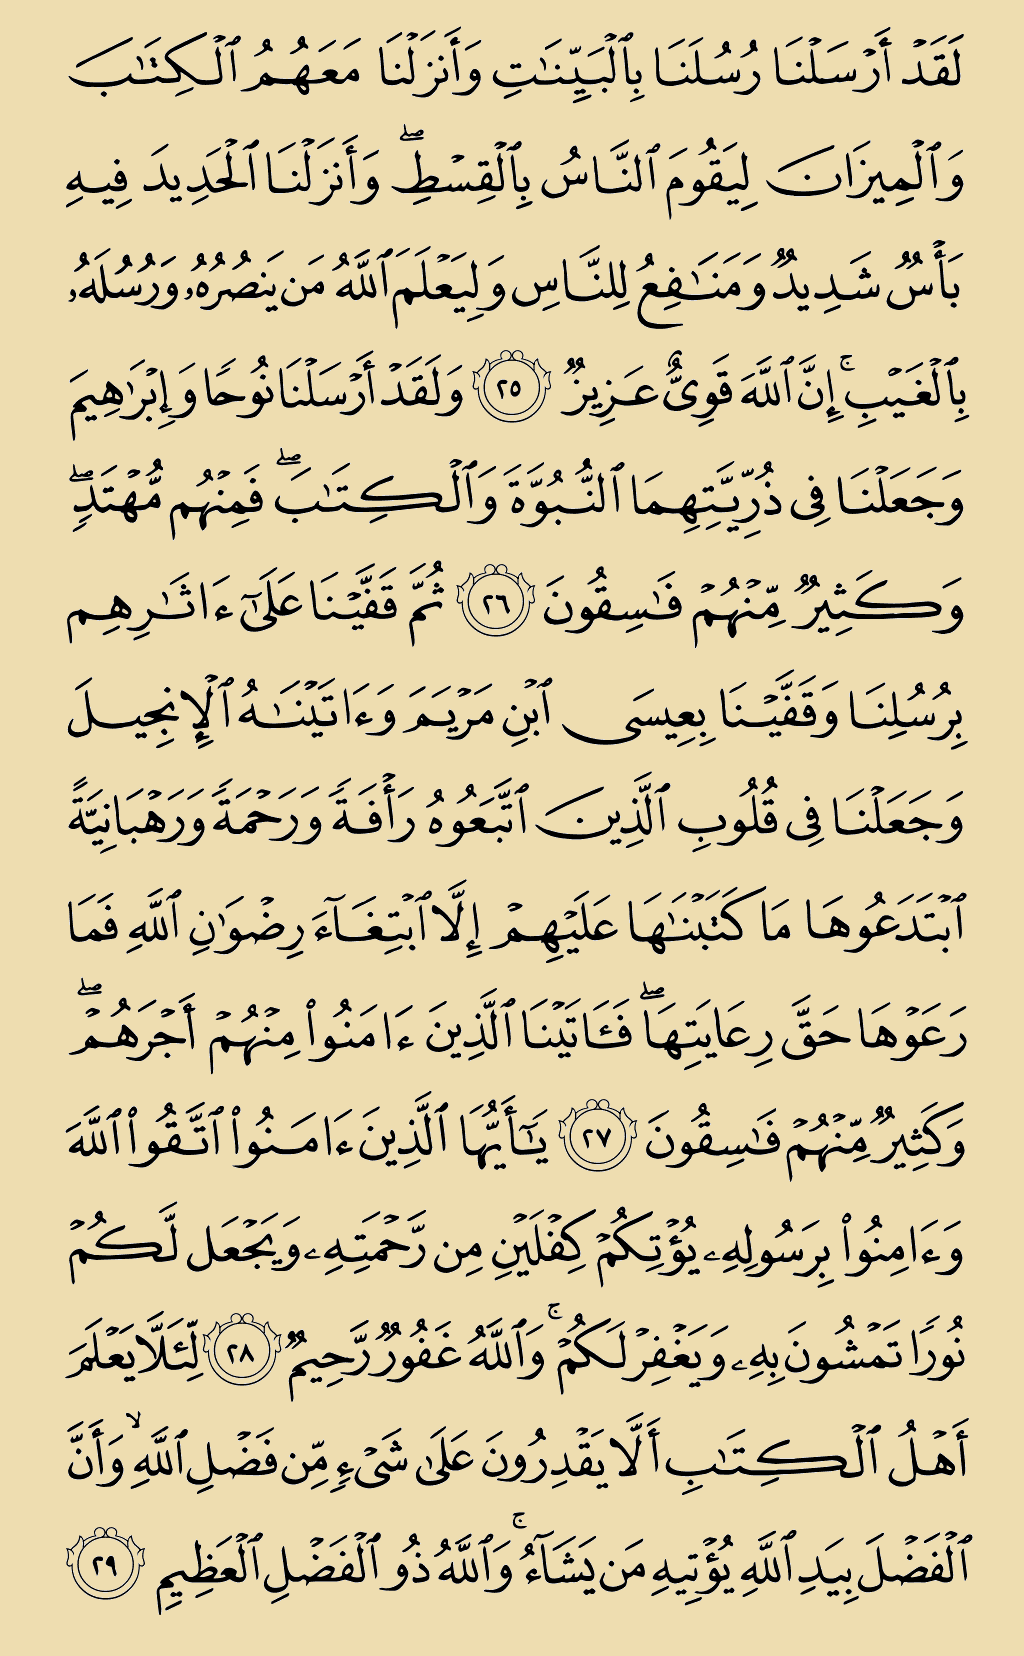 لَقَدۡ أَرۡسَلۡنَا رُسُلَنَا بِٱلۡبَيِّنَٰتِ وَأَنزَلۡنَا مَعَهُمُ ٱلۡكِتَٰبَ
وَٱلۡمِيزَانَ لِيَقُومَ ٱلنَّاسُ بِٱلۡقِسۡطِۖ وَأَنزَلۡنَا ٱلۡحَدِيدَ فِيهِ
بَأۡسٞ شَدِيدٞ وَمَنَٰفِعُ لِلنَّاسِ وَلِيَعۡلَمَ ٱللَّهُ مَن يَنصُرُهُۥ وَرُسُلَهُۥ
بِٱلۡغَيۡبِۚ إِنَّ ٱللَّهَ قَوِيٌّ عَزِيزٞ ٢٥ وَلَقَدۡ أَرۡسَلۡنَا نُوحٗا وَإِبۡرَٰهِيمَ
وَجَعَلۡنَا فِي ذُرِّيَّتِهِمَا ٱلنُّبُوَّةَ وَٱلۡكِتَٰبَۖ فَمِنۡهُم مُّهۡتَدٖۖ
وَكَثِيرٞ مِّنۡهُمۡ فَٰسِقُونَ ٢٦ ثُمَّ قَفَّيۡنَا عَلَىٰٓ ءَاثَٰرِهِم
بِرُسُلِنَا وَقَفَّيۡنَا بِعِيسَى ٱبۡنِ مَرۡيَمَ وَءَاتَيۡنَٰهُ ٱلۡإِنجِيلَ
وَجَعَلۡنَا فِي قُلُوبِ ٱلَّذِينَ ٱتَّبَعُوهُ رَأۡفَةٗ وَرَحۡمَةٗ وَرَهۡبَانِيَّةً
ٱبۡتَدَعُوهَا مَا كَتَبۡنَٰهَا عَلَيۡهِمۡ إِلَّا ٱبۡتِغَآءَ رِضۡوَٰنِ ٱللَّهِ فَمَا
رَعَوۡهَا حَقَّ رِعَايَتِهَاۖ فَـَٔاتَيۡنَا ٱلَّذِينَ ءَامَنُواْ مِنۡهُمۡ أَجۡرَهُمۡۖ
وَكَثِيرٞ مِّنۡهُمۡ فَٰسِقُونَ ٢٧ يَٰٓأَيُّهَا ٱلَّذِينَ ءَامَنُواْ ٱتَّقُواْ ٱللَّهَ
وَءَامِنُواْ بِرَسُولِهِۦ يُؤۡتِكُمۡ كِفۡلَيۡنِ مِن رَّحۡمَتِهِۦ وَيَجۡعَل لَّكُمۡ
نُورٗا تَمۡشُونَ بِهِۦ وَيَغۡفِرۡ لَكُمۡۚ وَٱللَّهُ غَفُورٞ رَّحِيمٞ ٢٨ لِّئَلَّا يَعۡلَمَ
أَهۡلُ ٱلۡكِتَٰبِ أَلَّا يَقۡدِرُونَ عَلَىٰ شَيۡءٖ مِّن فَضۡلِ ٱللَّهِۙ وَأَنَّ
ٱلۡفَضۡلَ بِيَدِ ٱللَّهِ يُؤۡتِيهِ مَن يَشَآءُۚ وَٱللَّهُ ذُو ٱلۡفَضۡلِ ٱلۡعَظِيمِ ٢٩